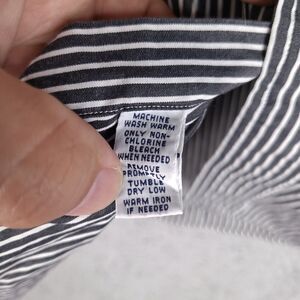 MACHINE
WASH WARM
ONLY NON-
CHLORINE
BLEACH
WHEN NEEDED
REMOVE
PROMPTLY
TUMBLE
DRY LOW
WARM IRON
IF NEEDED